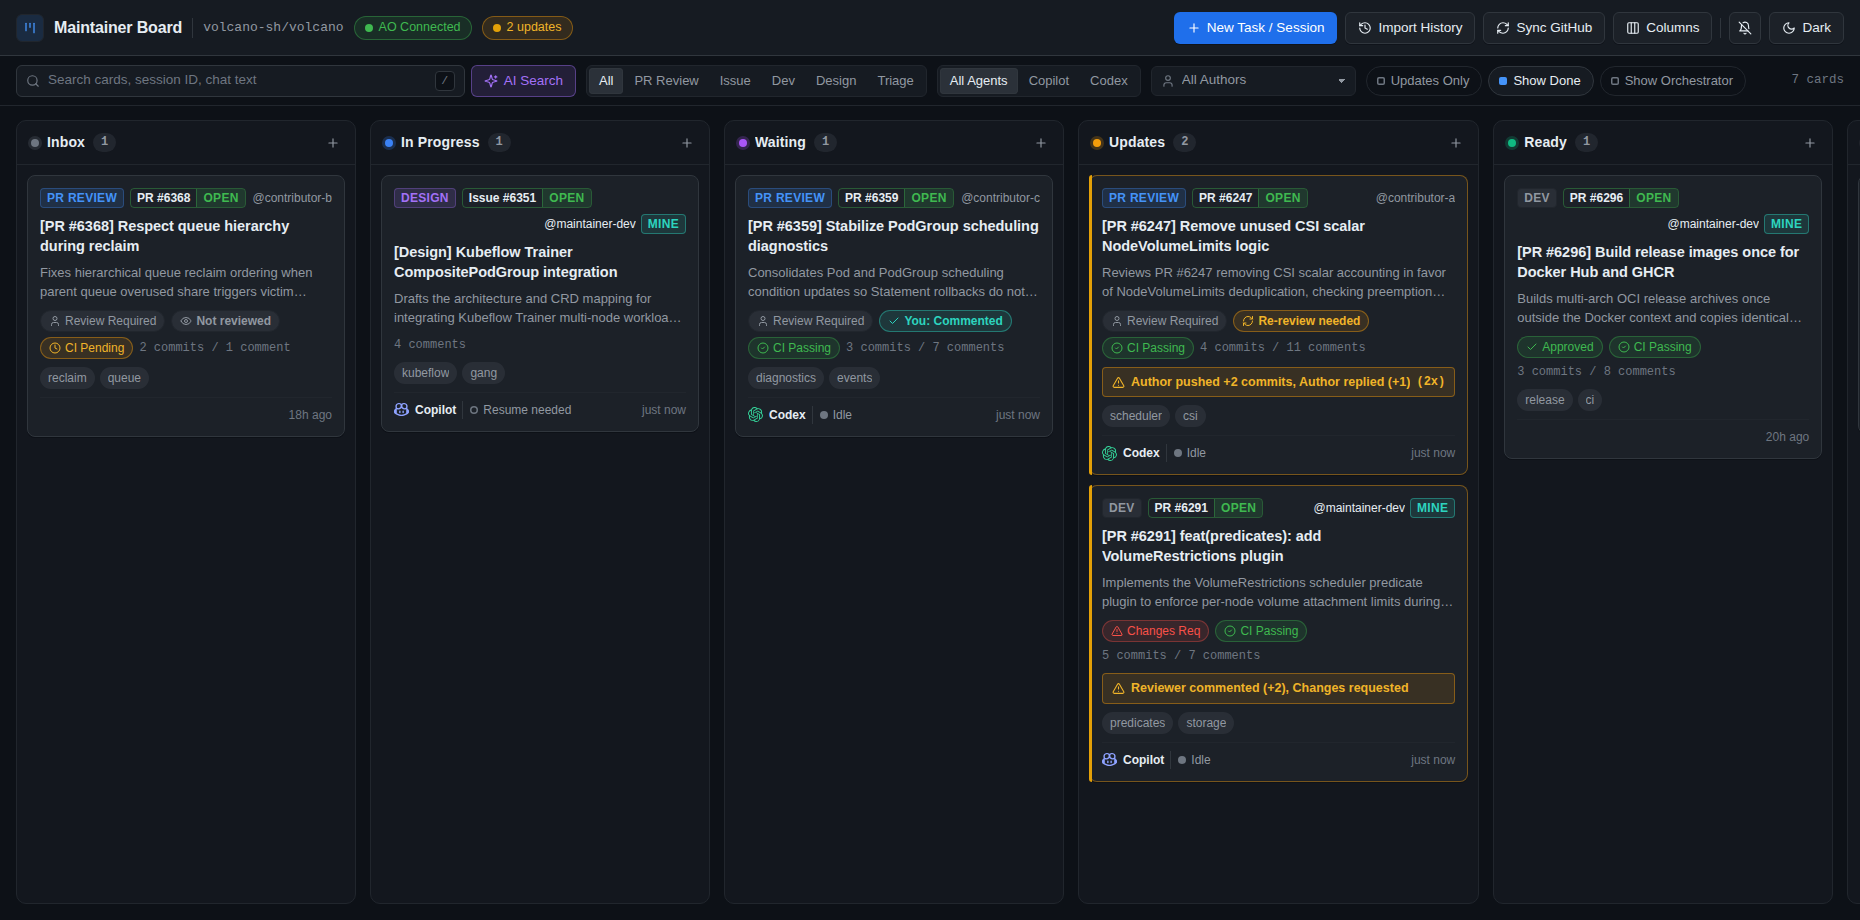 Maintainer Board
volcano-sh/volcano
AO Connected
2 updates
New Task / Session
Import History
Sync GitHub
Columns
Dark
Search cards, session ID, chat text
/
AI Search
All
PR Review
Issue
Dev
Design
Triage
All Agents
Copilot
Codex
All Authors
Updates Only
Show Done
Show Orchestrator
7 cards
Inbox 1
PR REVIEW PR #6368 OPEN @contributor-b
[PR #6368] Respect queue hierarchy
during reclaim
Fixes hierarchical queue reclaim ordering when
parent queue overused share triggers victim…
Review Required Not reviewed
CI Pending 2 commits / 1 comment
reclaim queue
18h ago
In Progress 1
DESIGN Issue #6351 OPEN
@maintainer-dev MINE
[Design] Kubeflow Trainer
CompositePodGroup integration
Drafts the architecture and CRD mapping for
integrating Kubeflow Trainer multi-node workloa…
4 comments
kubeflow gang
Copilot Resume needed just now
Waiting 1
PR REVIEW PR #6359 OPEN @contributor-c
[PR #6359] Stabilize PodGroup scheduling
diagnostics
Consolidates Pod and PodGroup scheduling
condition updates so Statement rollbacks do not…
Review Required You: Commented
CI Passing 3 commits / 7 comments
diagnostics events
Codex Idle just now
Updates 2
PR REVIEW PR #6247 OPEN @contributor-a
[PR #6247] Remove unused CSI scalar
NodeVolumeLimits logic
Reviews PR #6247 removing CSI scalar accounting in favor
of NodeVolumeLimits deduplication, checking preemption…
Review Required Re-review needed
CI Passing 4 commits / 11 comments
Author pushed +2 commits, Author replied (+1) (2x)
scheduler csi
Codex Idle just now
DEV PR #6291 OPEN @maintainer-dev MINE
[PR #6291] feat(predicates): add
VolumeRestrictions plugin
Implements the VolumeRestrictions scheduler predicate
plugin to enforce per-node volume attachment limits during…
Changes Req CI Passing
5 commits / 7 comments
Reviewer commented (+2), Changes requested
predicates storage
Copilot Idle just now
Ready 1
DEV PR #6296 OPEN
@maintainer-dev MINE
[PR #6296] Build release images once for
Docker Hub and GHCR
Builds multi-arch OCI release archives once
outside the Docker context and copies identical…
Approved CI Passing
3 commits / 8 comments
release ci
20h ago